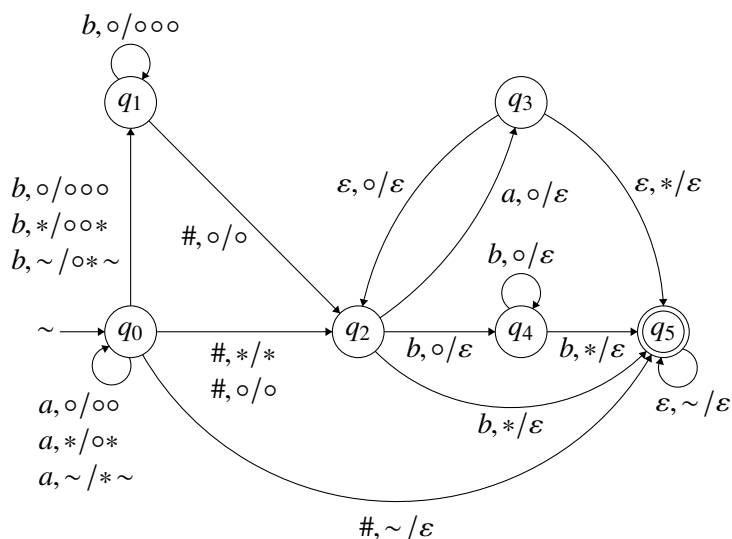 b, ∘/∘∘∘
q1
q3
b, ∘/∘∘∘
b, */∘∘*
b, ~/∘*~
#, ∘/∘
ε, ∘/ε
a, ∘/ε
ε, */ε
b, ∘/ε
~
q0
q2
q4
q5
#, */*
#, ∘/∘
b, ∘/ε
b, */ε
a, ∘/∘∘
a, */∘*
a, ~/*~
b, */ε
ε, ~/ε
#, ~/ε